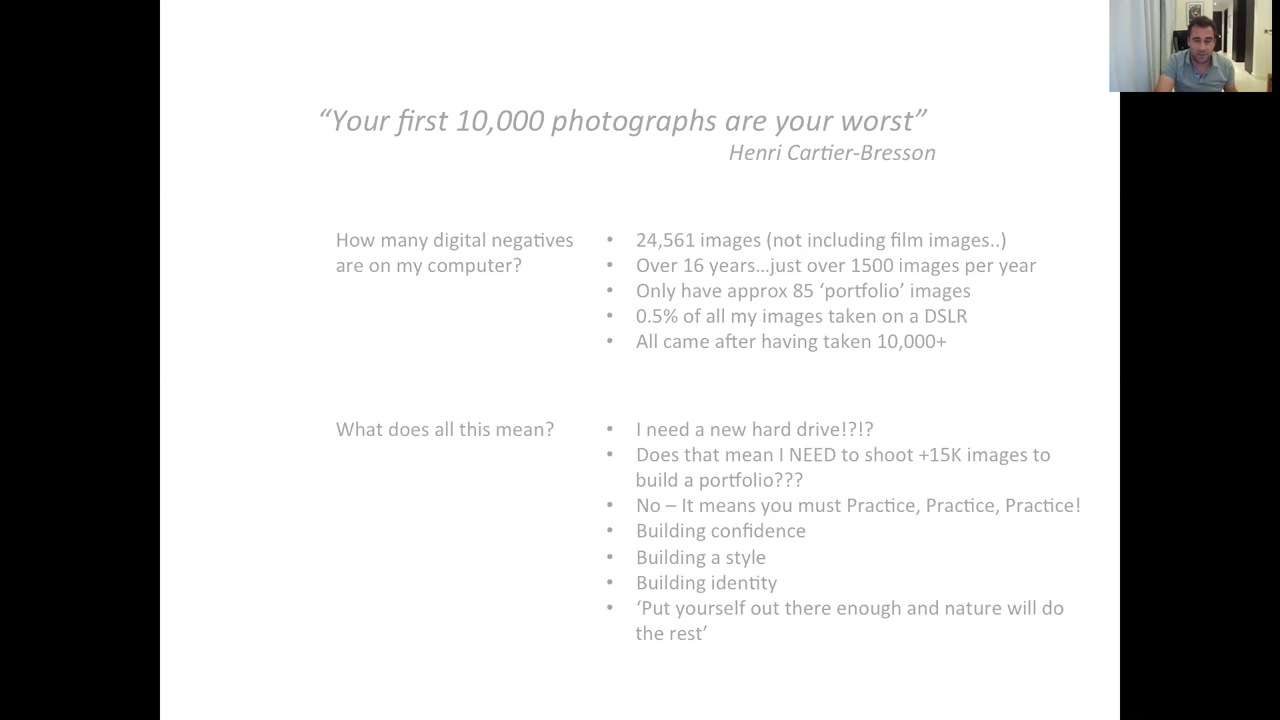 “Your first 10,000 photographs are your worst”
Henri Cartier-Bresson
How many digital negatives
are on my computer?
• 24,561 images (not including film images..)
• Over 16 years…just over 1500 images per year
• Only have approx 85 ‘portfolio’ images
• 0.5% of all my images taken on a DSLR
• All came after having taken 10,000+
What does all this mean?
• I need a new hard drive!?!?
• Does that mean I NEED to shoot +15K images to
build a portfolio???
• No – It means you must Practice, Practice, Practice!
• Building confidence
• Building a style
• Building identity
• ‘Put yourself out there enough and nature will do
the rest’